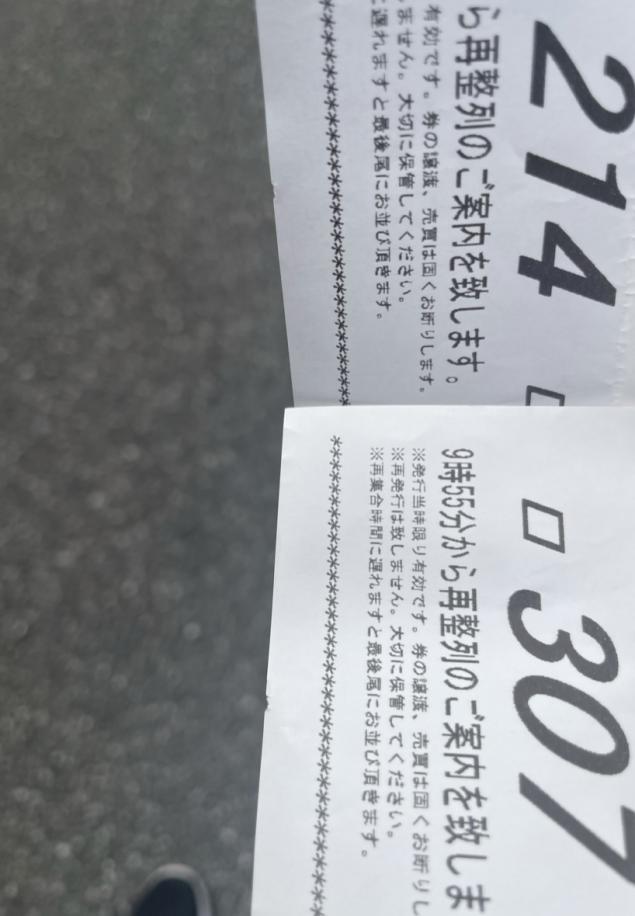 214
ら再整列のご案内を致します。
有効です。券の譲渡、売買は固くお断りします。
ません。大切に保管してください。
に遅れますと最後尾にお並び頂きます。
***********************************
ロ 307
9時55分から再整列のご案内を致しま
※発行当時限り有効です。券の譲渡、売買は固くお断りし
※再発行は致しません。大切に保管してください。
※再集合時間に遅れますと最後尾にお並び頂きます。
****************************************